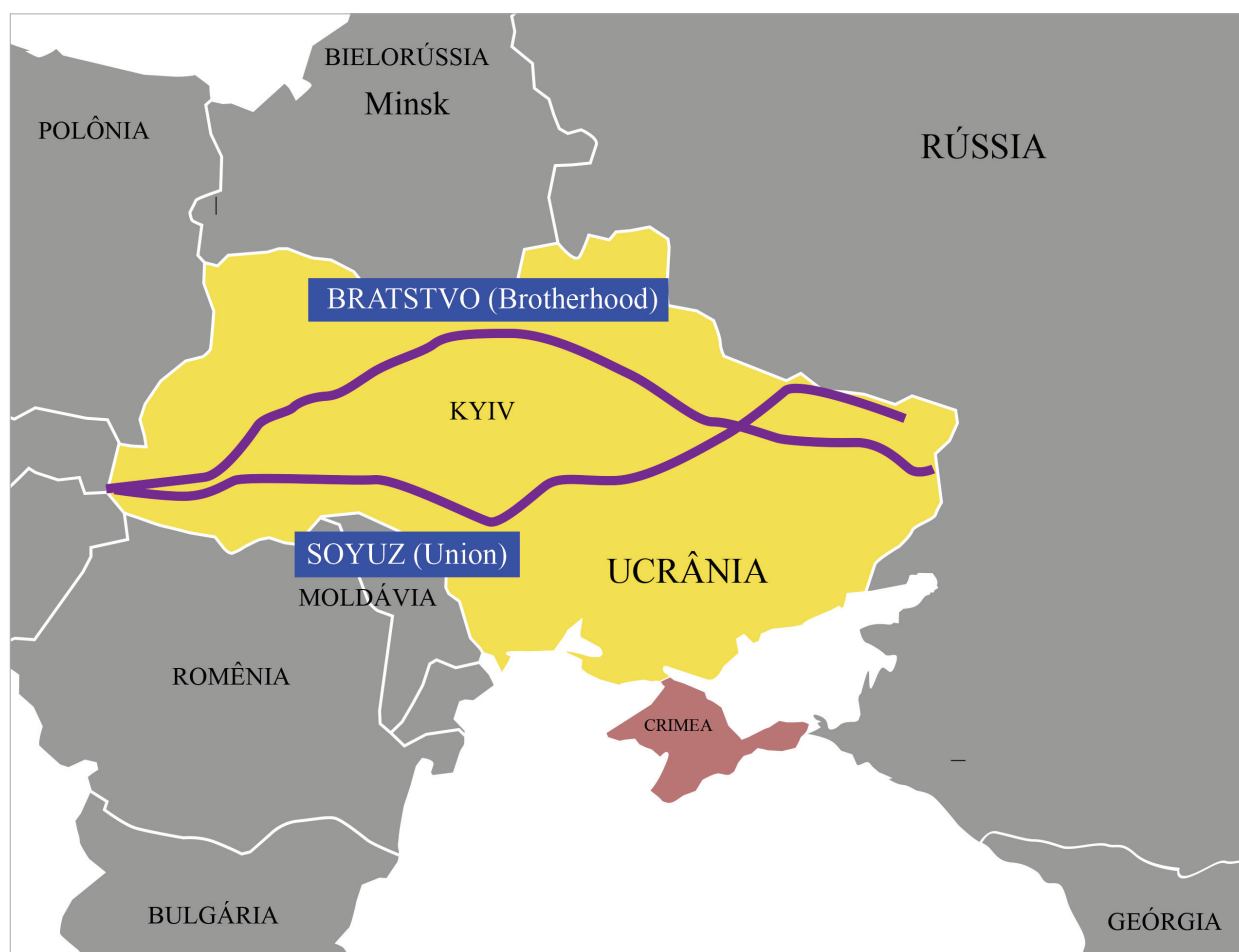 BIELORÚSSIA
Minsk
POLÔNIA
RÚSSIA
BRATSTVO (Brotherhood)
KYIV
SOYUZ (Union)
UCRÂNIA
MOLDÁVIA
ROMÊNIA
CRIMEA
BULGÁRIA
GEÓRGIA